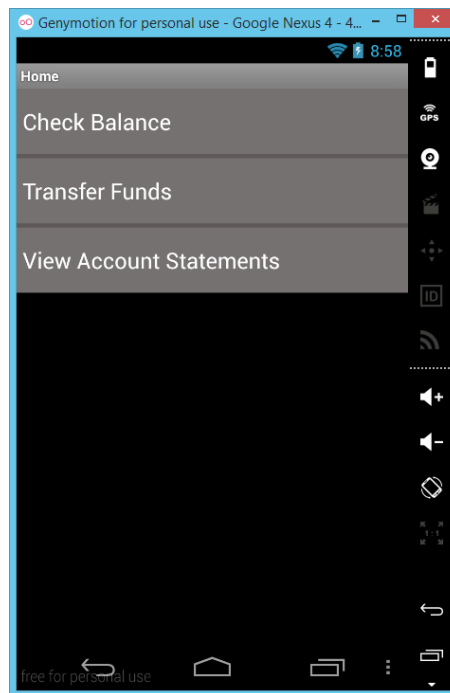 Genymotion for personal use - Google Nexus 4 - 4...
8:58
Home
GPS
Check Balance
Transfer Funds
View Account Statements
ID
1:1
free for personal use